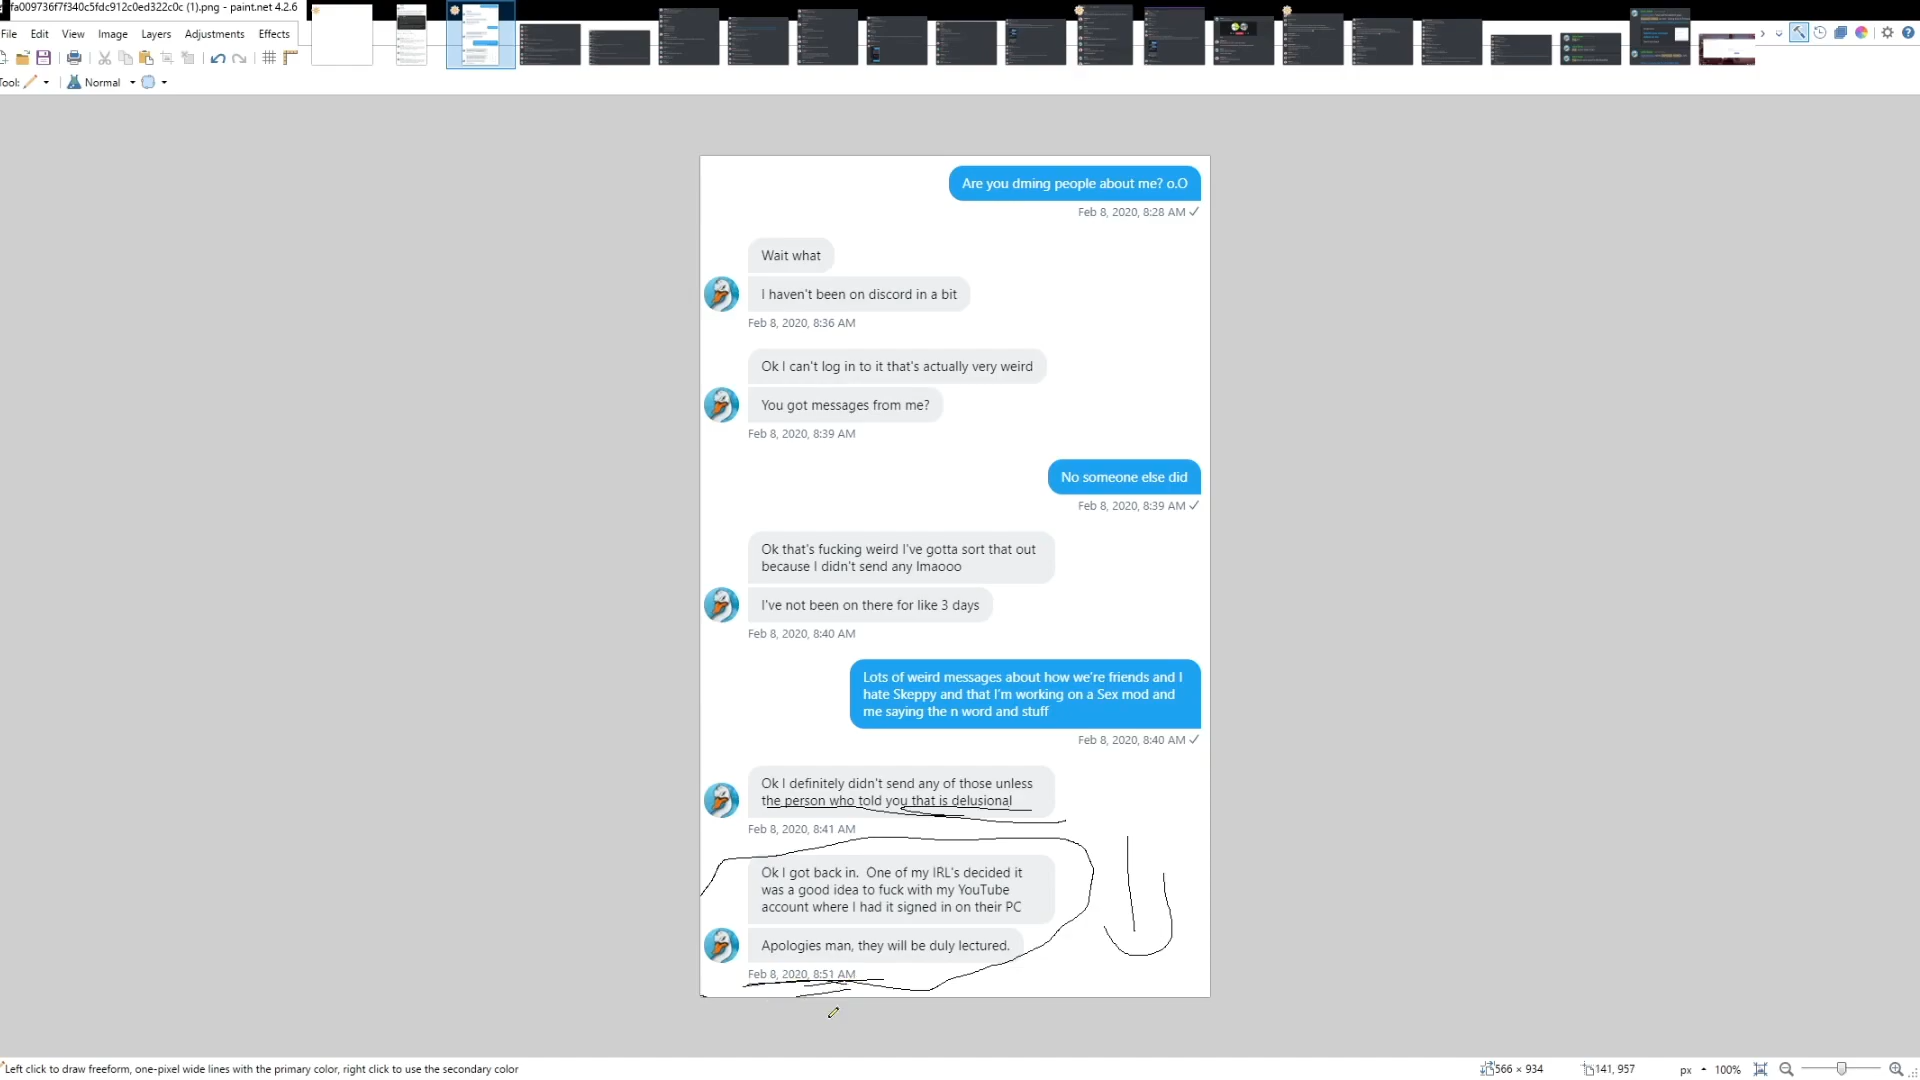 fa009736f7f340c5fdc912c0ed322c0c (1).png - paint.net 4.2.6
File Edit View Image Layers Adjustments Effects
Tool: Normal
Are you dming people about me? o.O
Feb 8, 2020, 8:28 AM ✓
Wait what
I haven't been on discord in a bit
Feb 8, 2020, 8:36 AM
Ok I can't log in to it that's actually very weird
You got messages from me?
Feb 8, 2020, 8:39 AM
No someone else did
Feb 8, 2020, 8:39 AM ✓
Ok that's fucking weird I've gotta sort that out
because I didn't send any lmaooo
I've not been on there for like 3 days
Feb 8, 2020, 8:40 AM
Lots of weird messages about how we're friends and I
hate Skeppy and that I'm working on a Sex mod and
me saying the n word and stuff
Feb 8, 2020, 8:40 AM ✓
Ok I definitely didn't send any of those unless
the person who told you that is delusional
Feb 8, 2020, 8:41 AM
Ok I got back in. One of my IRL's decided it
was a good idea to fuck with my YouTube
account where I had it signed in on their PC
Apologies man, they will be duly lectured.
Feb 8, 2020, 8:51 AM
Left click to draw freeform, one-pixel wide lines with the primary color, right click to use the secondary color
566 × 934 141, 957 px 100%